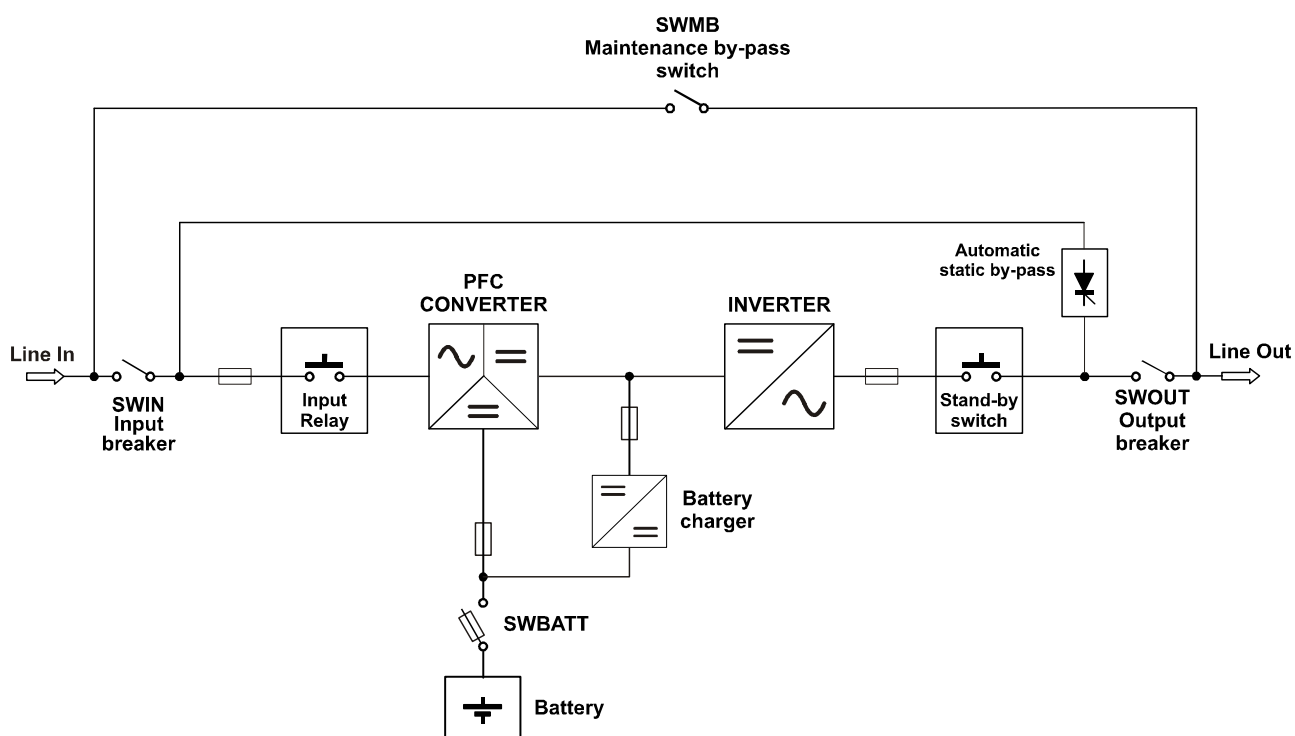 SWMB
Maintenance by-pass
switch
Automatic
static by-pass
PFC
CONVERTER
INVERTER
Line In
Line Out
SWIN
Input
breaker
Input
Relay
Stand-by
switch
SWOUT
Output
breaker
Battery
charger
SWBATT
Battery